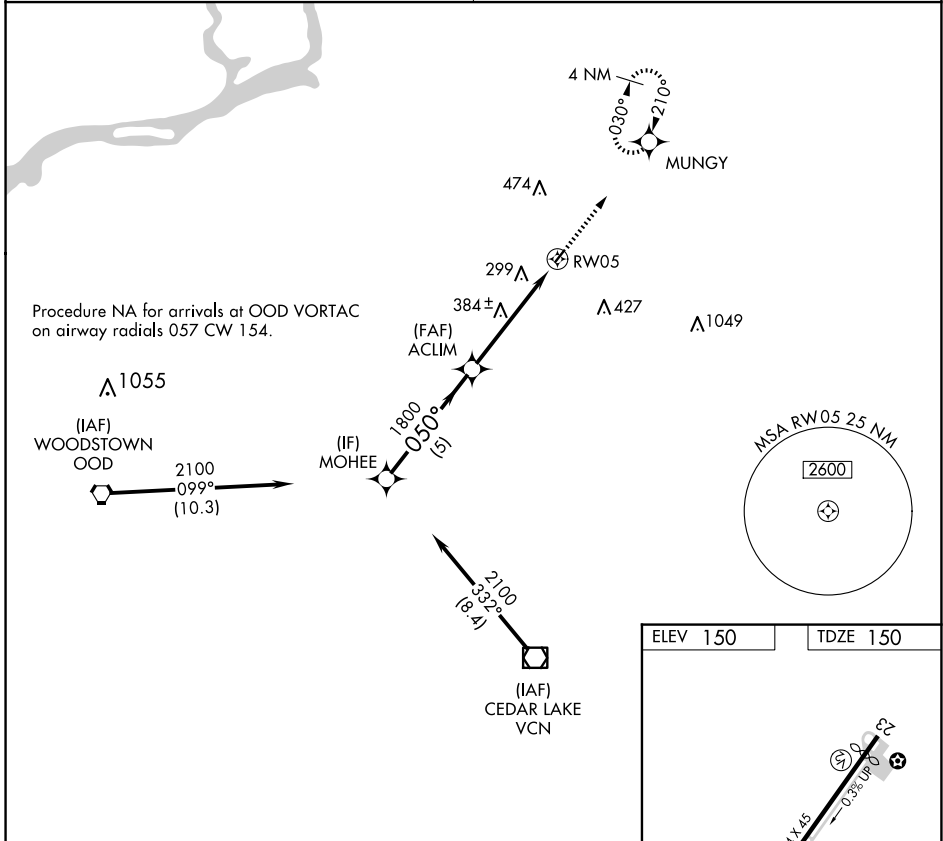 4 NM
030°
210°
MUNGY
474
RW05
299
384±
427
1049
Procedure NA for arrivals at OOD VORTAC
on airway radials 057 CW 154.
(FAF)
ACLIM
1055
1800
050°
(5)
(IAF)
WOODSTOWN
OOD
(IF)
MOHEE
2100
099°
(10.3)
MSA RW05 25 NM
2600
2100
332°
(8.4)
(IAF)
CEDAR LAKE
VCN
ELEV 150
TDZE 150
23
0.3% UP
X 45